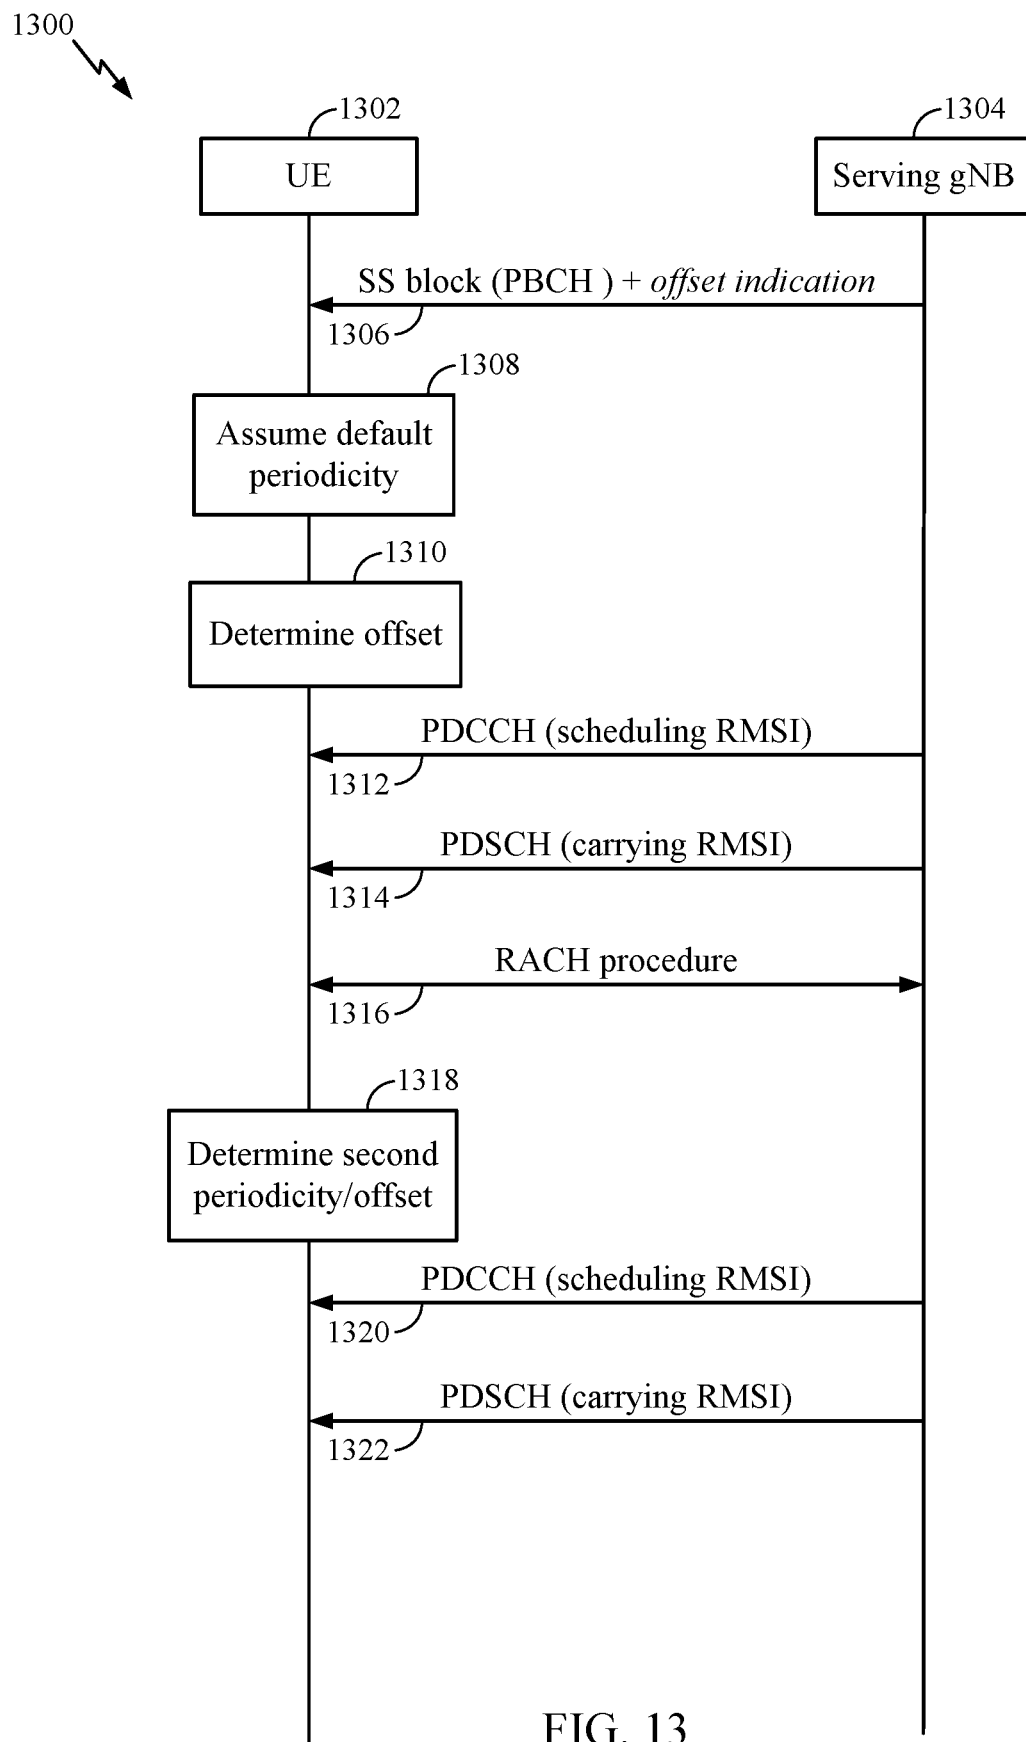 1300
1302
1304
UE
Serving gNB
SS block (PBCH ) + offset indication
1306
1308
Assume default
periodicity
1310
Determine offset
PDCCH (scheduling RMSI)
1312
PDSCH (carrying RMSI)
1314
RACH procedure
1316
1318
Determine second
periodicity/offset
PDCCH (scheduling RMSI)
1320
PDSCH (carrying RMSI)
1322
FIG. 13